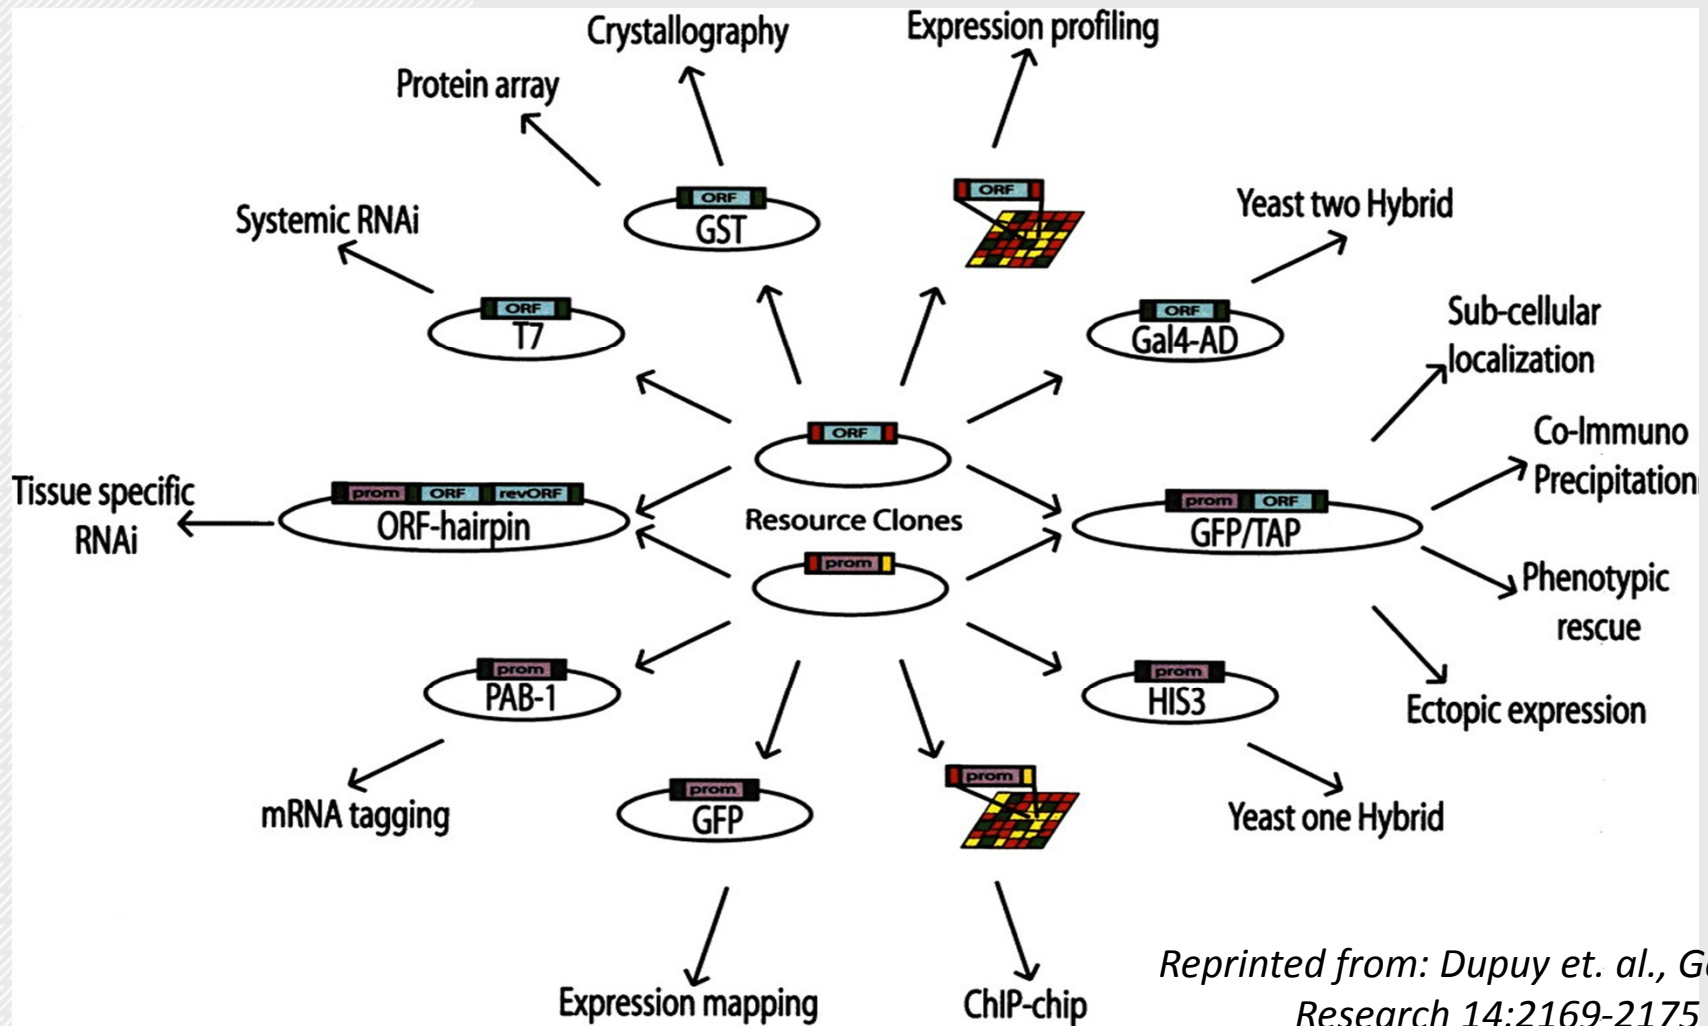 Crystallography
Expression profiling
Protein array
ORF
GST
ORF
Yeast two Hybrid
Systemic RNAi
ORF
T7
ORF
Gal4-AD
Sub-cellular
localization
ORF
Co-Immuno
Precipitation
Tissue specific
RNAi
prom ORF revORF
ORF-hairpin
Resource Clones
prom ORF
GFP/TAP
prom
Phenotypic
rescue
prom
PAB-1
prom
HIS3
Ectopic expression
mRNA tagging
prom
GFP
prom
Yeast one Hybrid
Expression mapping
ChIP-chip
Reprinted from: Dupuy et. al.,
Research 14:2169-2175